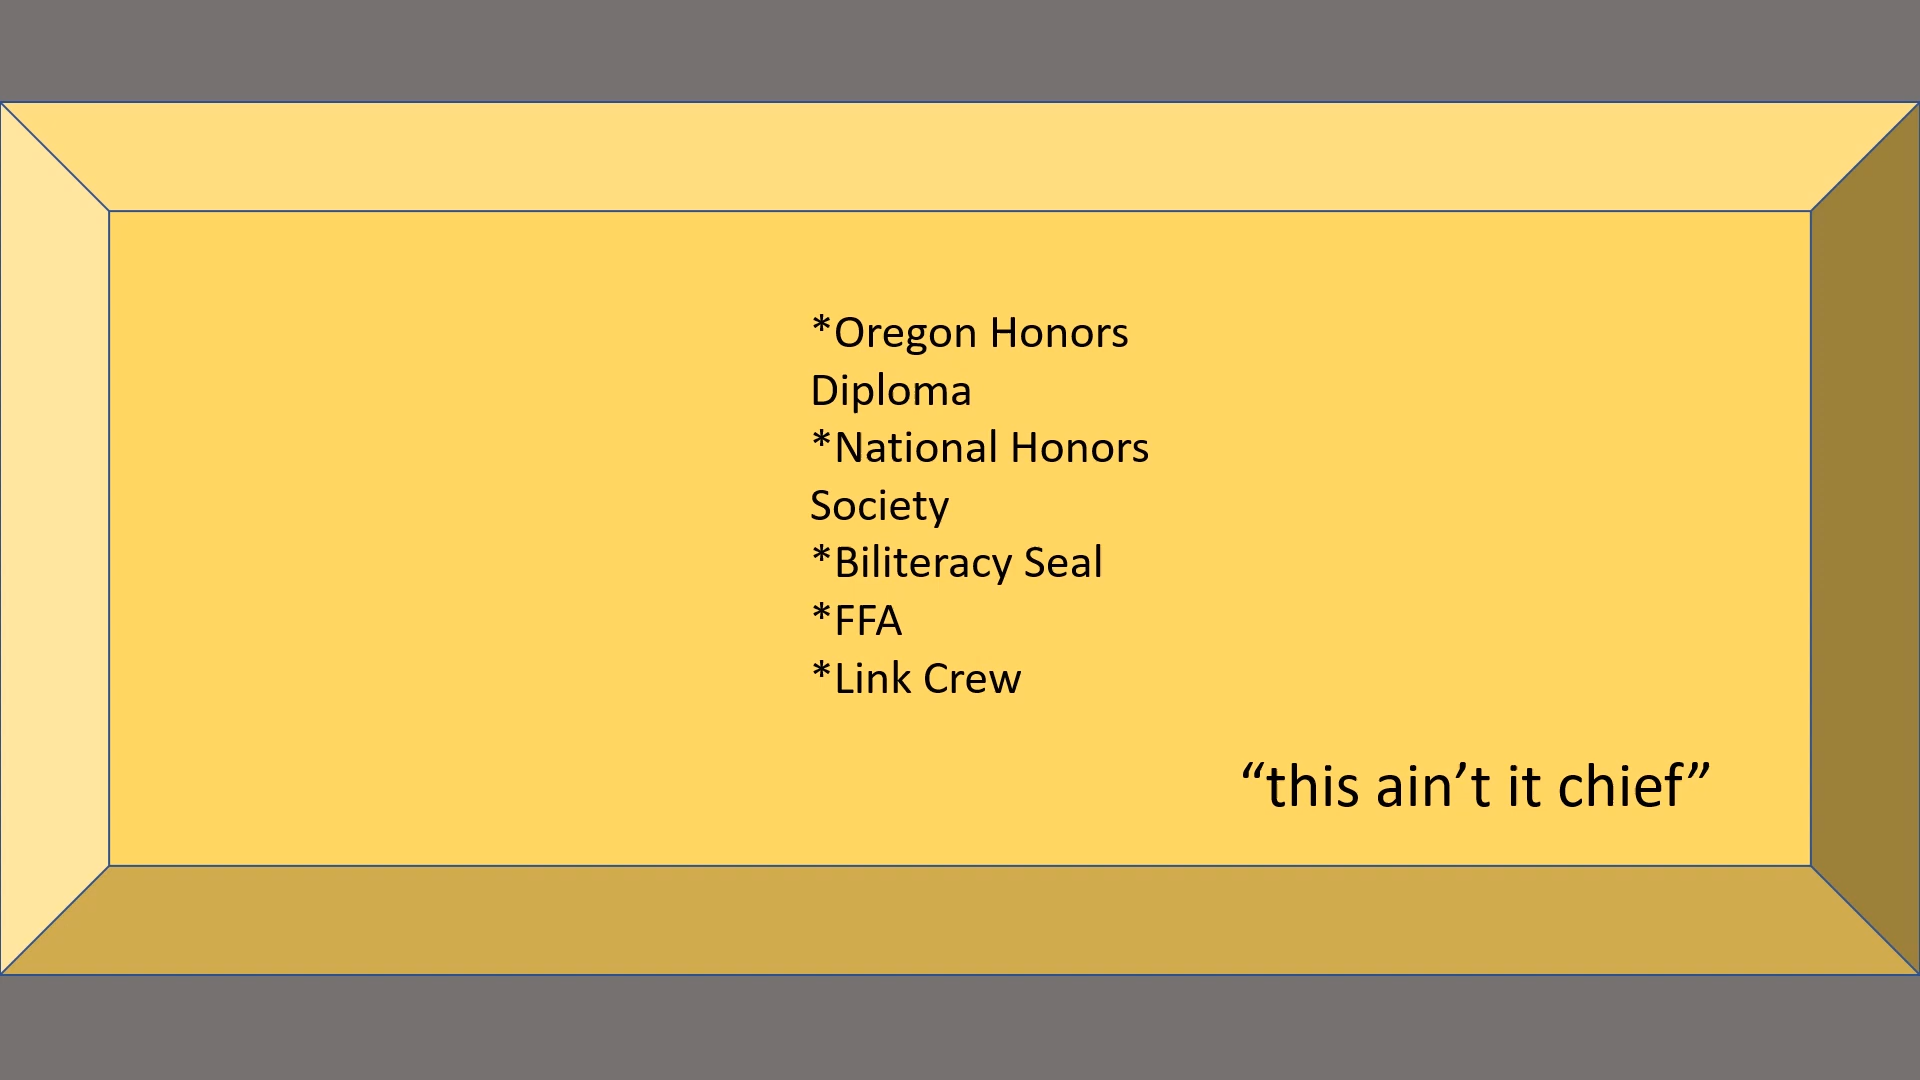 *Oregon Honors
Diploma
*National Honors
Society
*Biliteracy Seal
*FFA
*Link Crew
“this ain’t it chief”